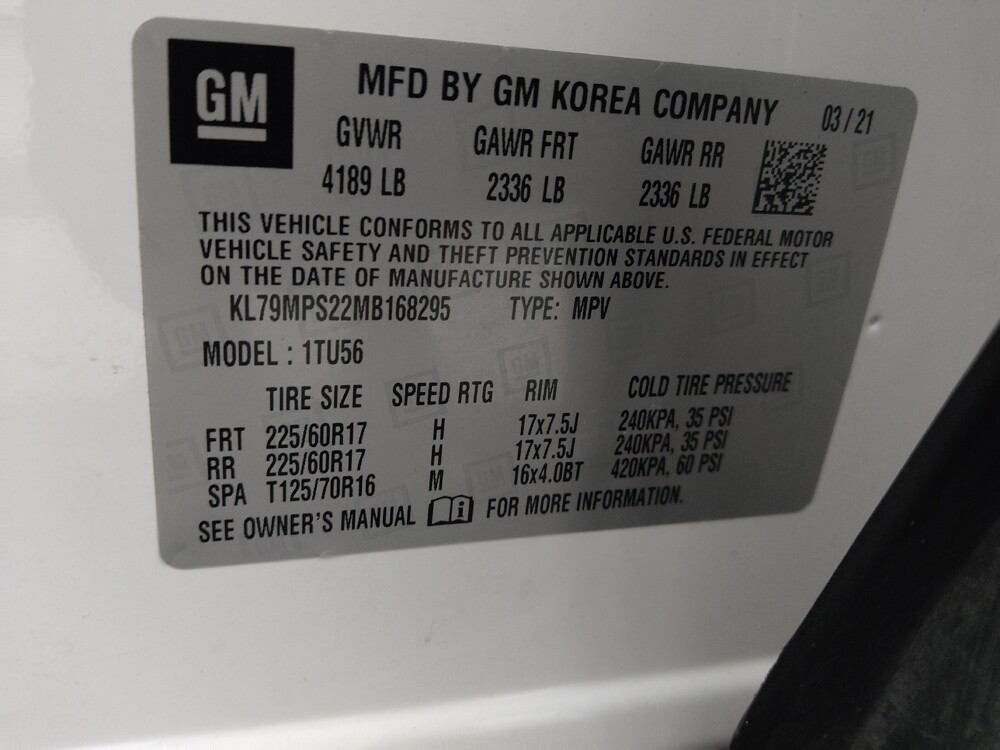 GM
MFD BY GM KOREA COMPANY 03/21
GVWR GAWR FRT GAWR RR
4189 LB 2336 LB 2336 LB
THIS VEHICLE CONFORMS TO ALL APPLICABLE U.S. FEDERAL MOTOR
VEHICLE SAFETY AND THEFT PREVENTION STANDARDS IN EFFECT
ON THE DATE OF MANUFACTURE SHOWN ABOVE.
KL79MPS22MB168295 TYPE: MPV
MODEL : 1TU56
TIRE SIZE SPEED RTG RIM COLD TIRE PRESSURE
FRT 225/60R17 H 17x7.5J 240KPA, 35 PSI
RR 225/60R17 H 17x7.5J 240KPA, 35 PSI
SPA T125/70R16 M 16x4.0BT 420KPA, 60 PSI
SEE OWNER'S MANUAL i FOR MORE INFORMATION.